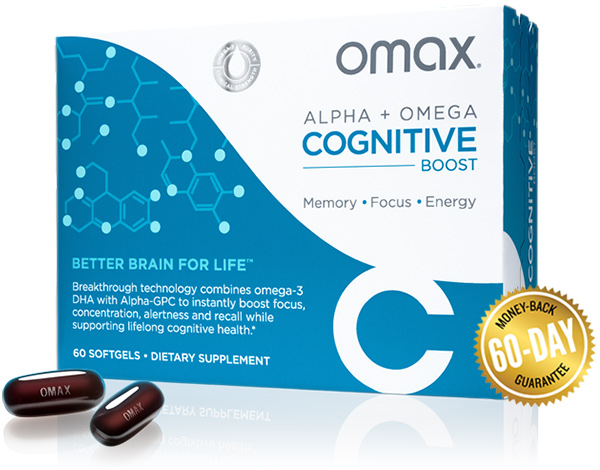 omax®
ALPHA + OMEGA
COGNITIVE
BOOST
Memory • Focus • Energy
BETTER BRAIN FOR LIFE™
Breakthrough technology combines omega-3
DHA with Alpha-GPC to instantly boost focus,
concentration, alertness and recall while
supporting lifelong cognitive health.*
60 SOFTGELS • DIETARY SUPPLEMENT
C
COGNITIVE
BOOST
MONEY-BACK
60-DAY
GUARANTEE
OMAX
OMAX